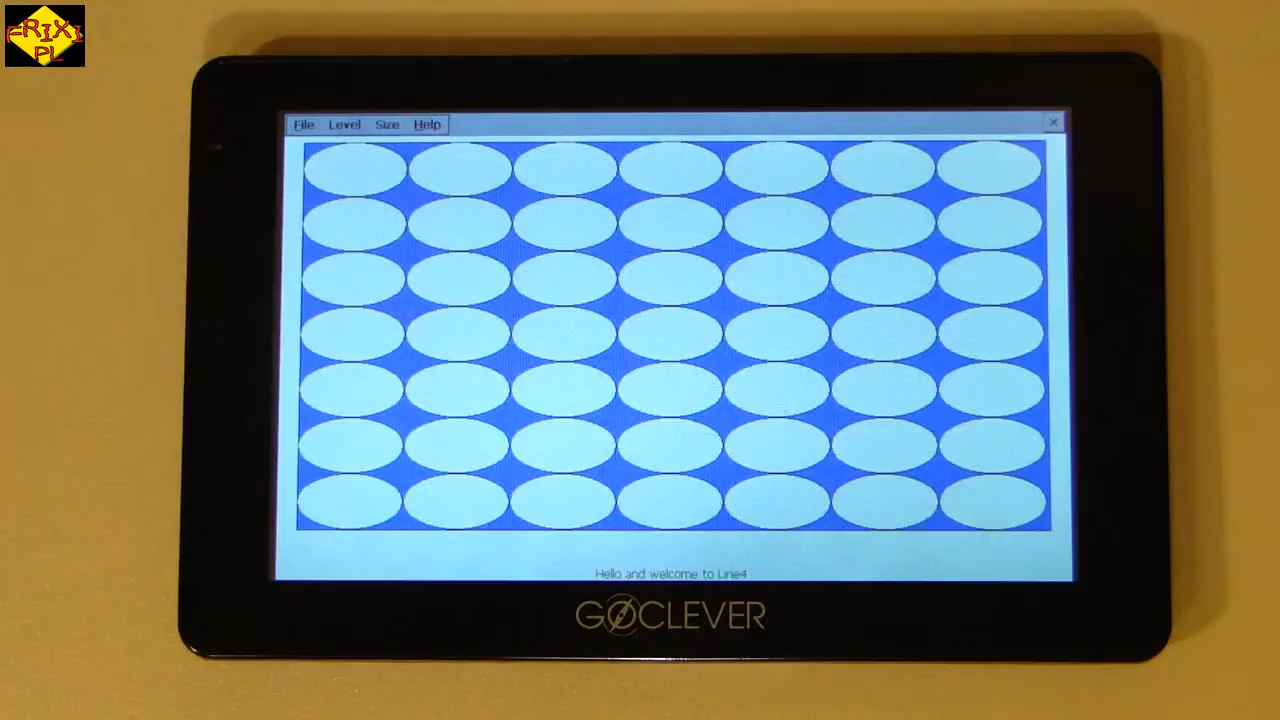 FRIXI
PL
File Level Size Help
Hello and welcome to Line4
GOCLEVER